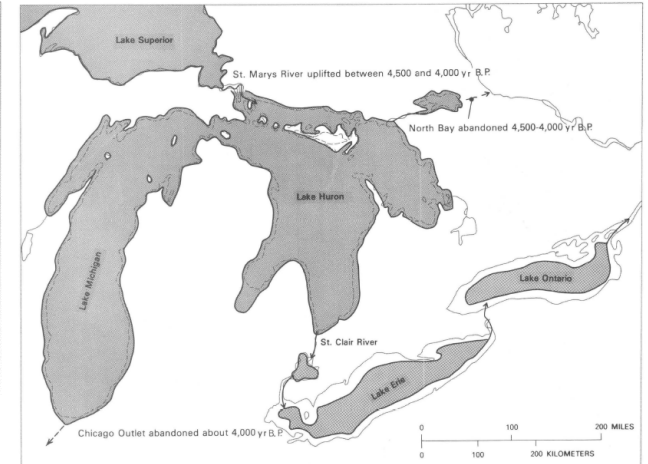 Lake Superior
St. Marys River uplifted between 4,500 and 4,000 yr B.P.
North Bay abandoned 4,500-4,000 yr B.P.
Lake Huron
Lake Michigan
Lake Ontario
St. Clair River
Lake Erie
Chicago Outlet abandoned about 4,000 yr B.P.
0 100 200 MILES
0 100 200 KILOMETERS